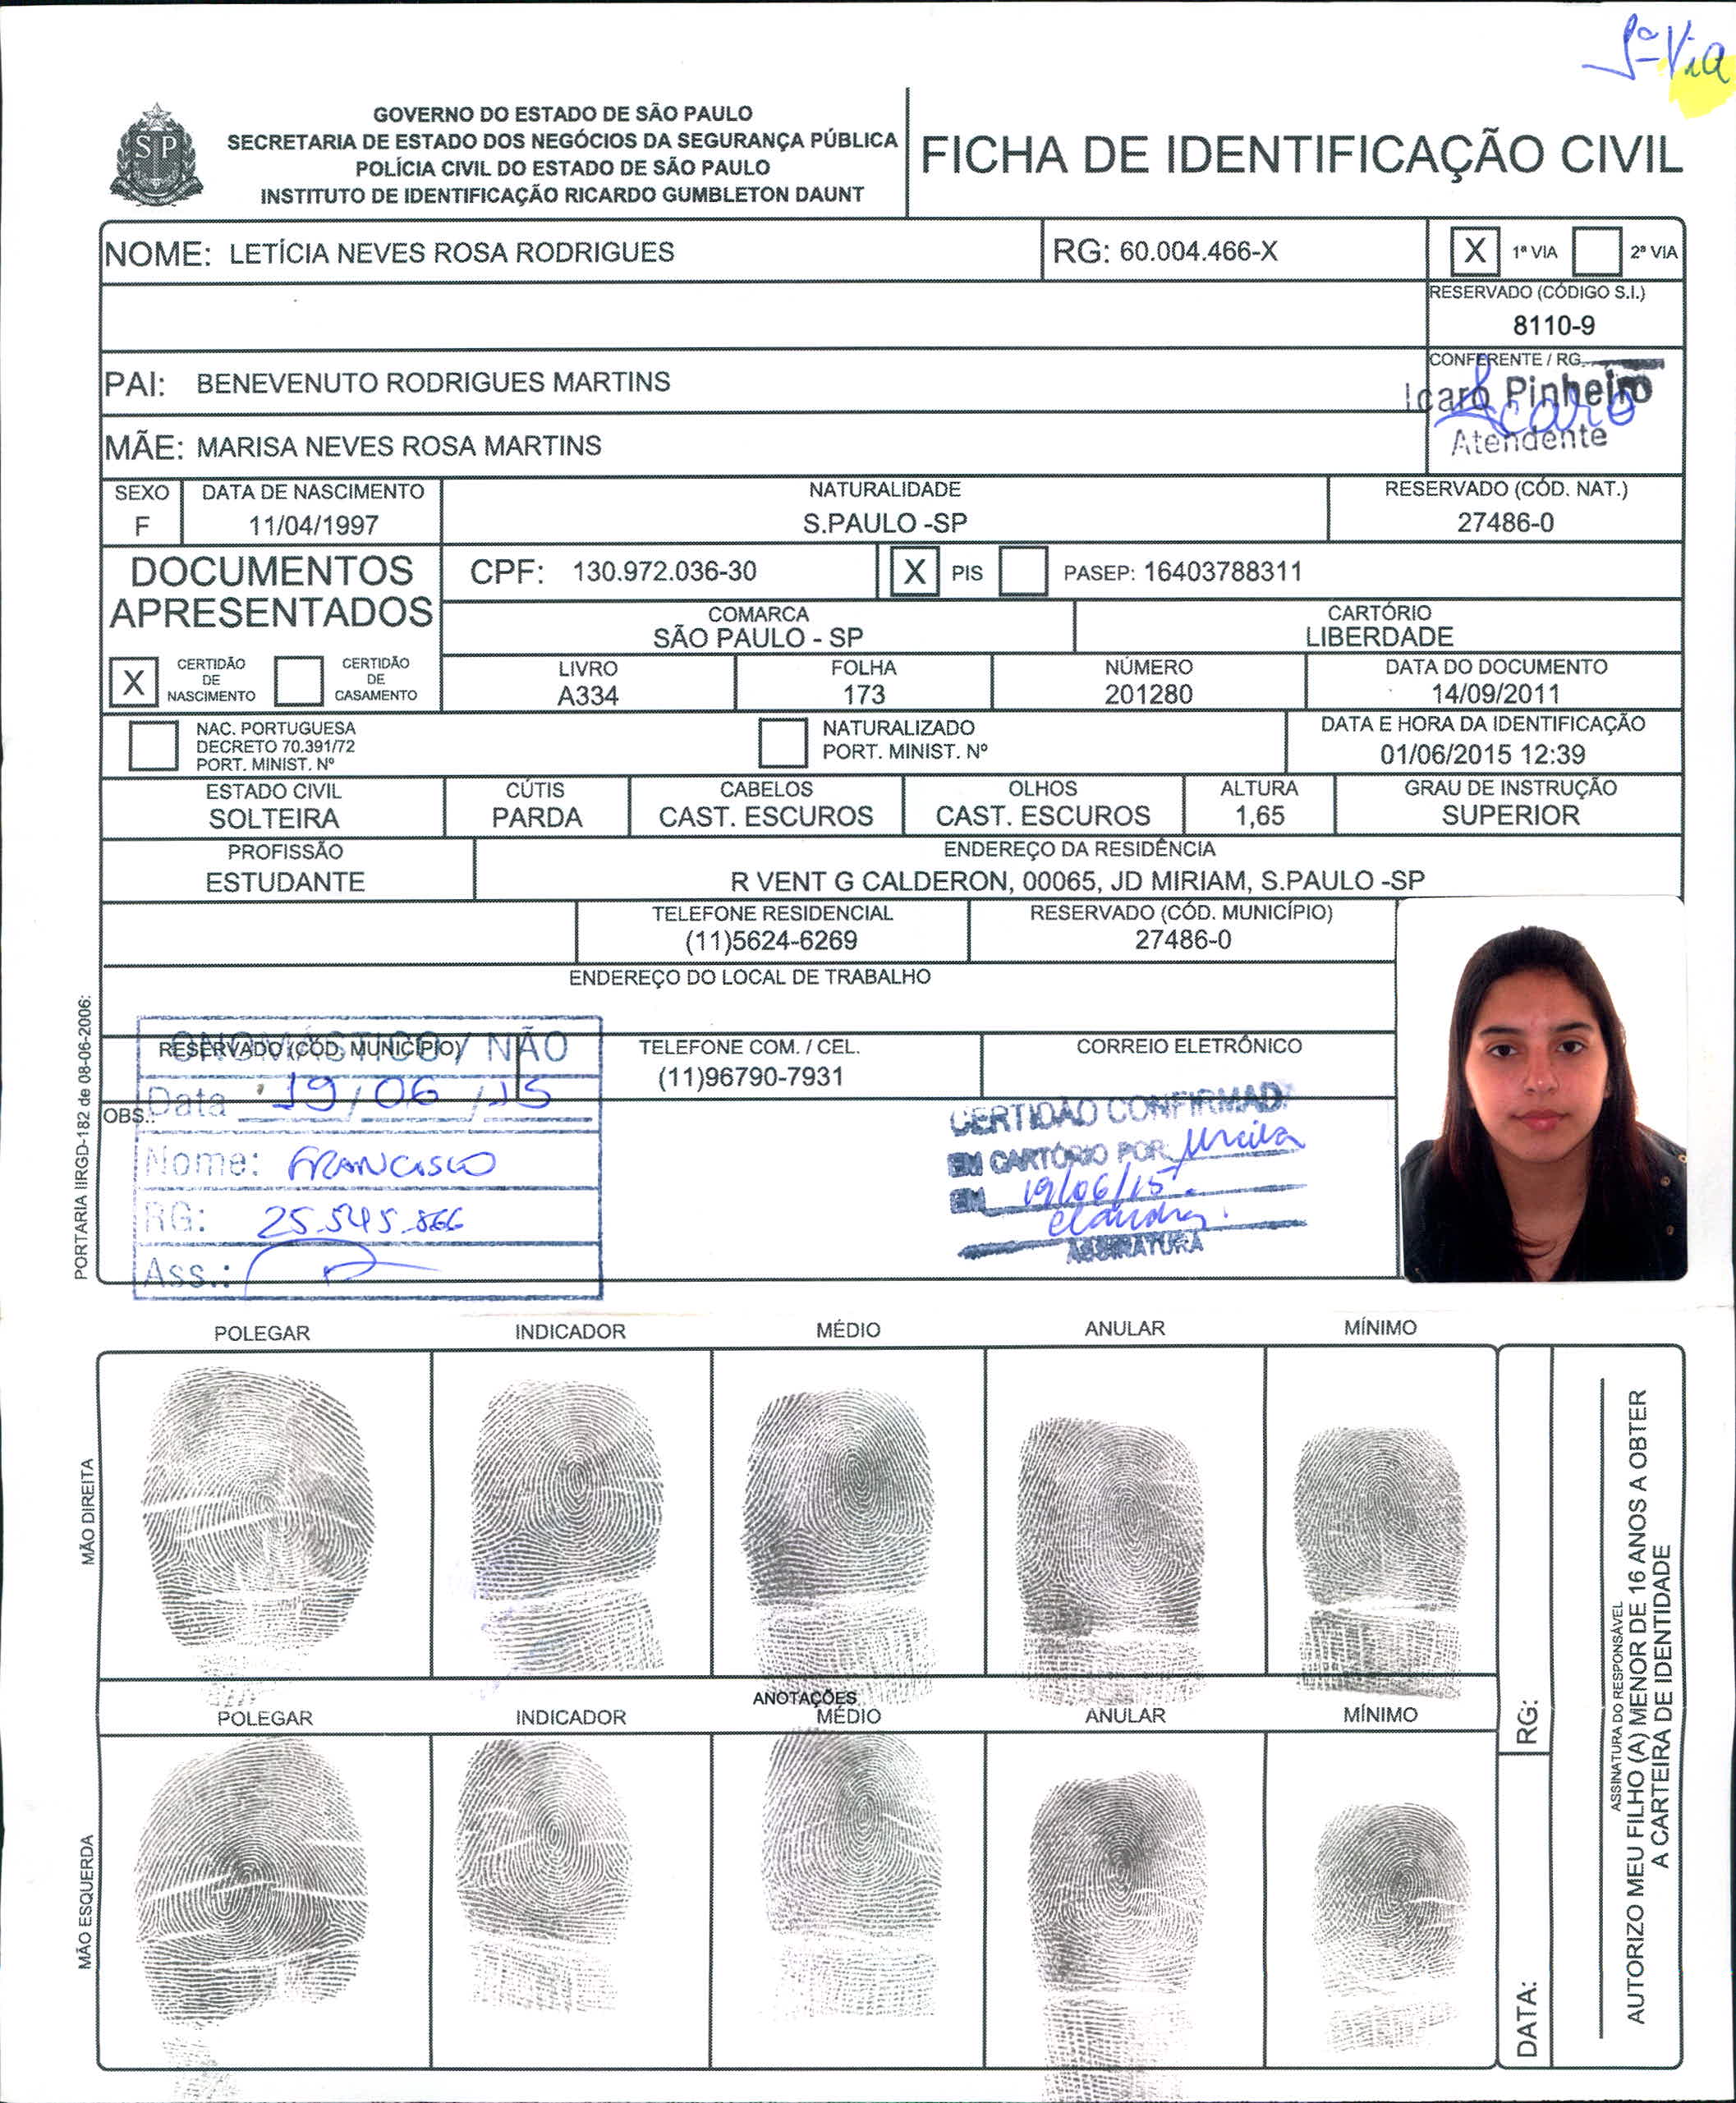 1ª Via
GOVERNO DO ESTADO DE SÃO PAULO
SECRETARIA DE ESTADO DOS NEGÓCIOS DA SEGURANÇA PÚBLICA
POLÍCIA CIVIL DO ESTADO DE SÃO PAULO
INSTITUTO DE IDENTIFICAÇÃO RICARDO GUMBLETON DAUNT
SP
FICHA DE IDENTIFICAÇÃO CIVIL
NOME: LETÍCIA NEVES ROSA RODRIGUES RG: 60.004.466-X X 1ª VIA 2ª VIA
RESERVADO (CÓDIGO S.I.)
8110-9
PAI: BENEVENUTO RODRIGUES MARTINS
CONFERENTE / RG
Icaro Pinheiro
Icaro
Atendente
MÃE: MARISA NEVES ROSA MARTINS
SEXO DATA DE NASCIMENTO NATURALIDADE RESERVADO (CÓD. NAT.)
F 11/04/1997 S.PAULO -SP 27486-0
DOCUMENTOS
APRESENTADOS
CPF: 130.972.036-30 X PIS PASEP: 16403788311
COMARCA CARTÓRIO
SÃO PAULO - SP LIBERDADE
X CERTIDÃO DE NASCIMENTO CERTIDÃO DE CASAMENTO
LIVRO FOLHA NÚMERO DATA DO DOCUMENTO
A334 173 201280 14/09/2011
NAC. PORTUGUESA
DECRETO 70.391/72
PORT. MINIST. Nº
NATURALIZADO
PORT. MINIST. Nº
DATA E HORA DA IDENTIFICAÇÃO
01/06/2015 12:39
ESTADO CIVIL CÚTIS CABELOS OLHOS ALTURA GRAU DE INSTRUÇÃO
SOLTEIRA PARDA CAST. ESCUROS CAST. ESCUROS 1,65 SUPERIOR
PROFISSÃO ENDEREÇO DA RESIDÊNCIA
ESTUDANTE R VENT G CALDERON, 00065, JD MIRIAM, S.PAULO -SP
TELEFONE RESIDENCIAL RESERVADO (CÓD. MUNICÍPIO)
(11)5624-6269 27486-0
ENDEREÇO DO LOCAL DE TRABALHO
RESERVADO (CÓD. MUNICÍPIO) TELEFONE COM. / CEL. CORREIO ELETRÔNICO
(11)96790-7931
OBS.:
ONOMÁSTICO / NÃO
Data 19/06/15
Nome: FRANCISCO
RG: 25.545.866
Ass.:
CERTIDÃO CONFIRMADA
EM CARTÓRIO POR
EM 19/06/15
ASSINATURA
PORTARIA IIRGD-182 de 08-06-2006:
POLEGAR INDICADOR MÉDIO ANULAR MÍNIMO
MÃO DIREITA
ANOTAÇÕES
POLEGAR INDICADOR MÉDIO ANULAR MÍNIMO
MÃO ESQUERDA
RG:
DATA:
ASSINATURA DO RESPONSÁVEL
AUTORIZO MEU FILHO (A) MENOR DE 16 ANOS A OBTER
A CARTEIRA DE IDENTIDADE